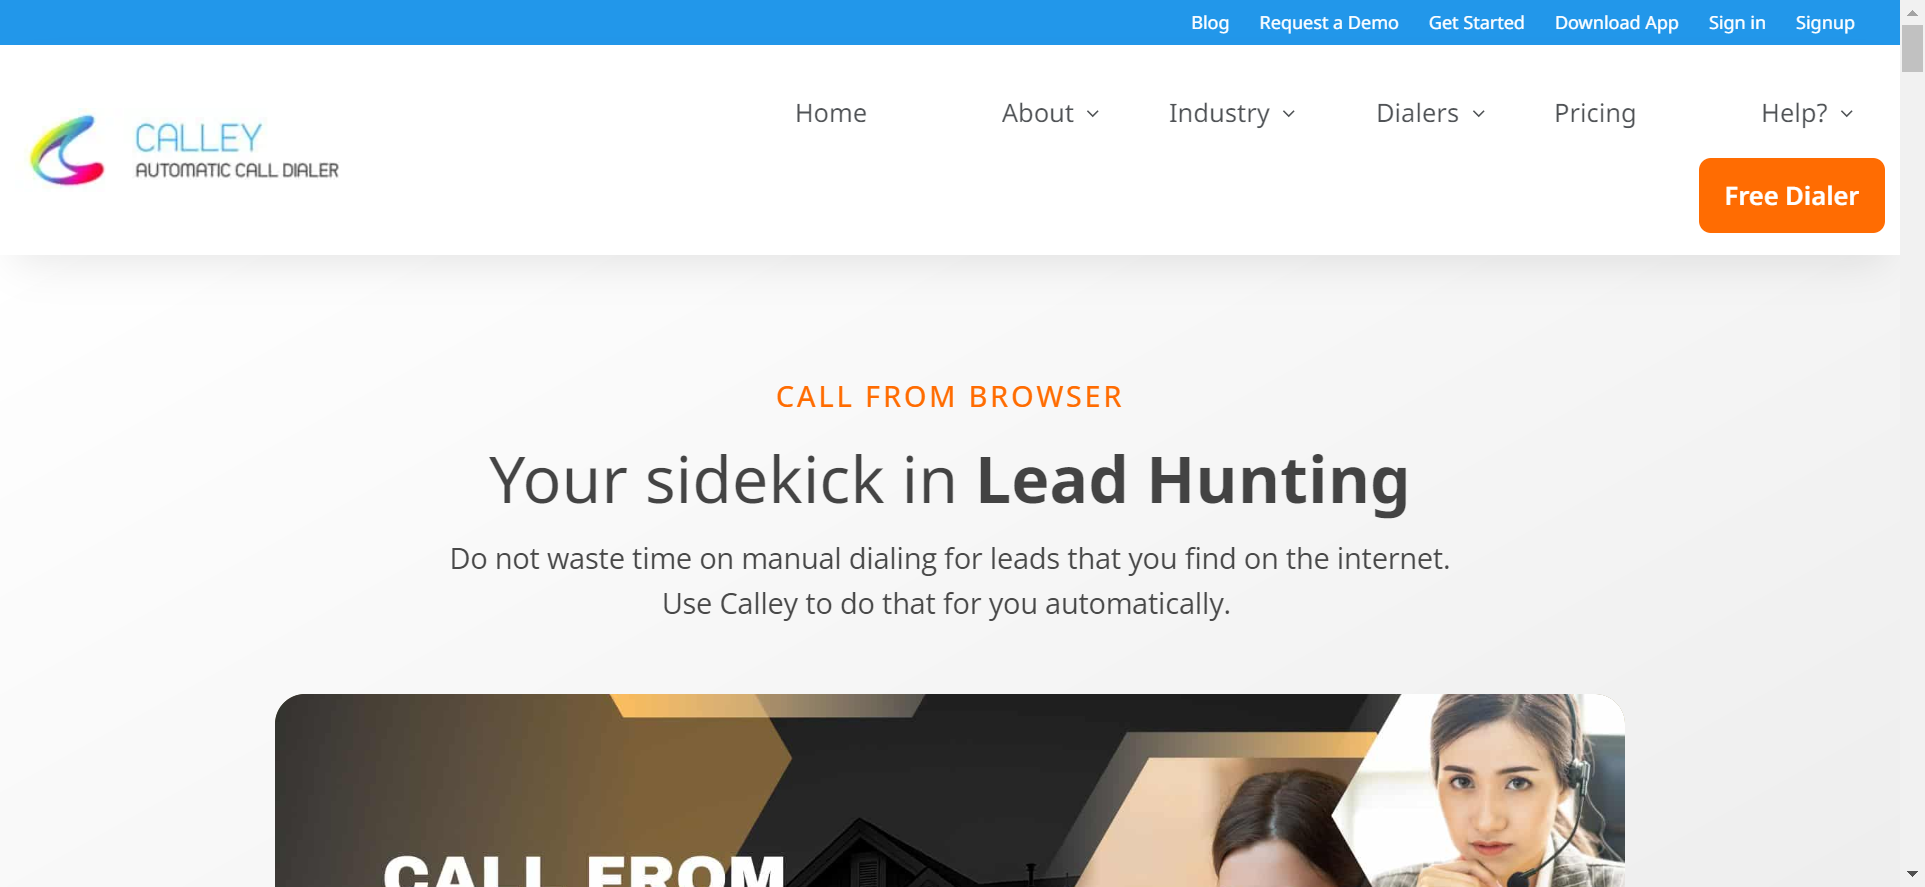 Blog Request a Demo Get Started Download App Sign in Signup
CALLEY
AUTOMATIC CALL DIALER
Home About Industry Dialers Pricing Help?
Free Dialer
CALL FROM BROWSER
Your sidekick in Lead Hunting
Do not waste time on manual dialing for leads that you find on the internet.
Use Calley to do that for you automatically.
CALL FROM